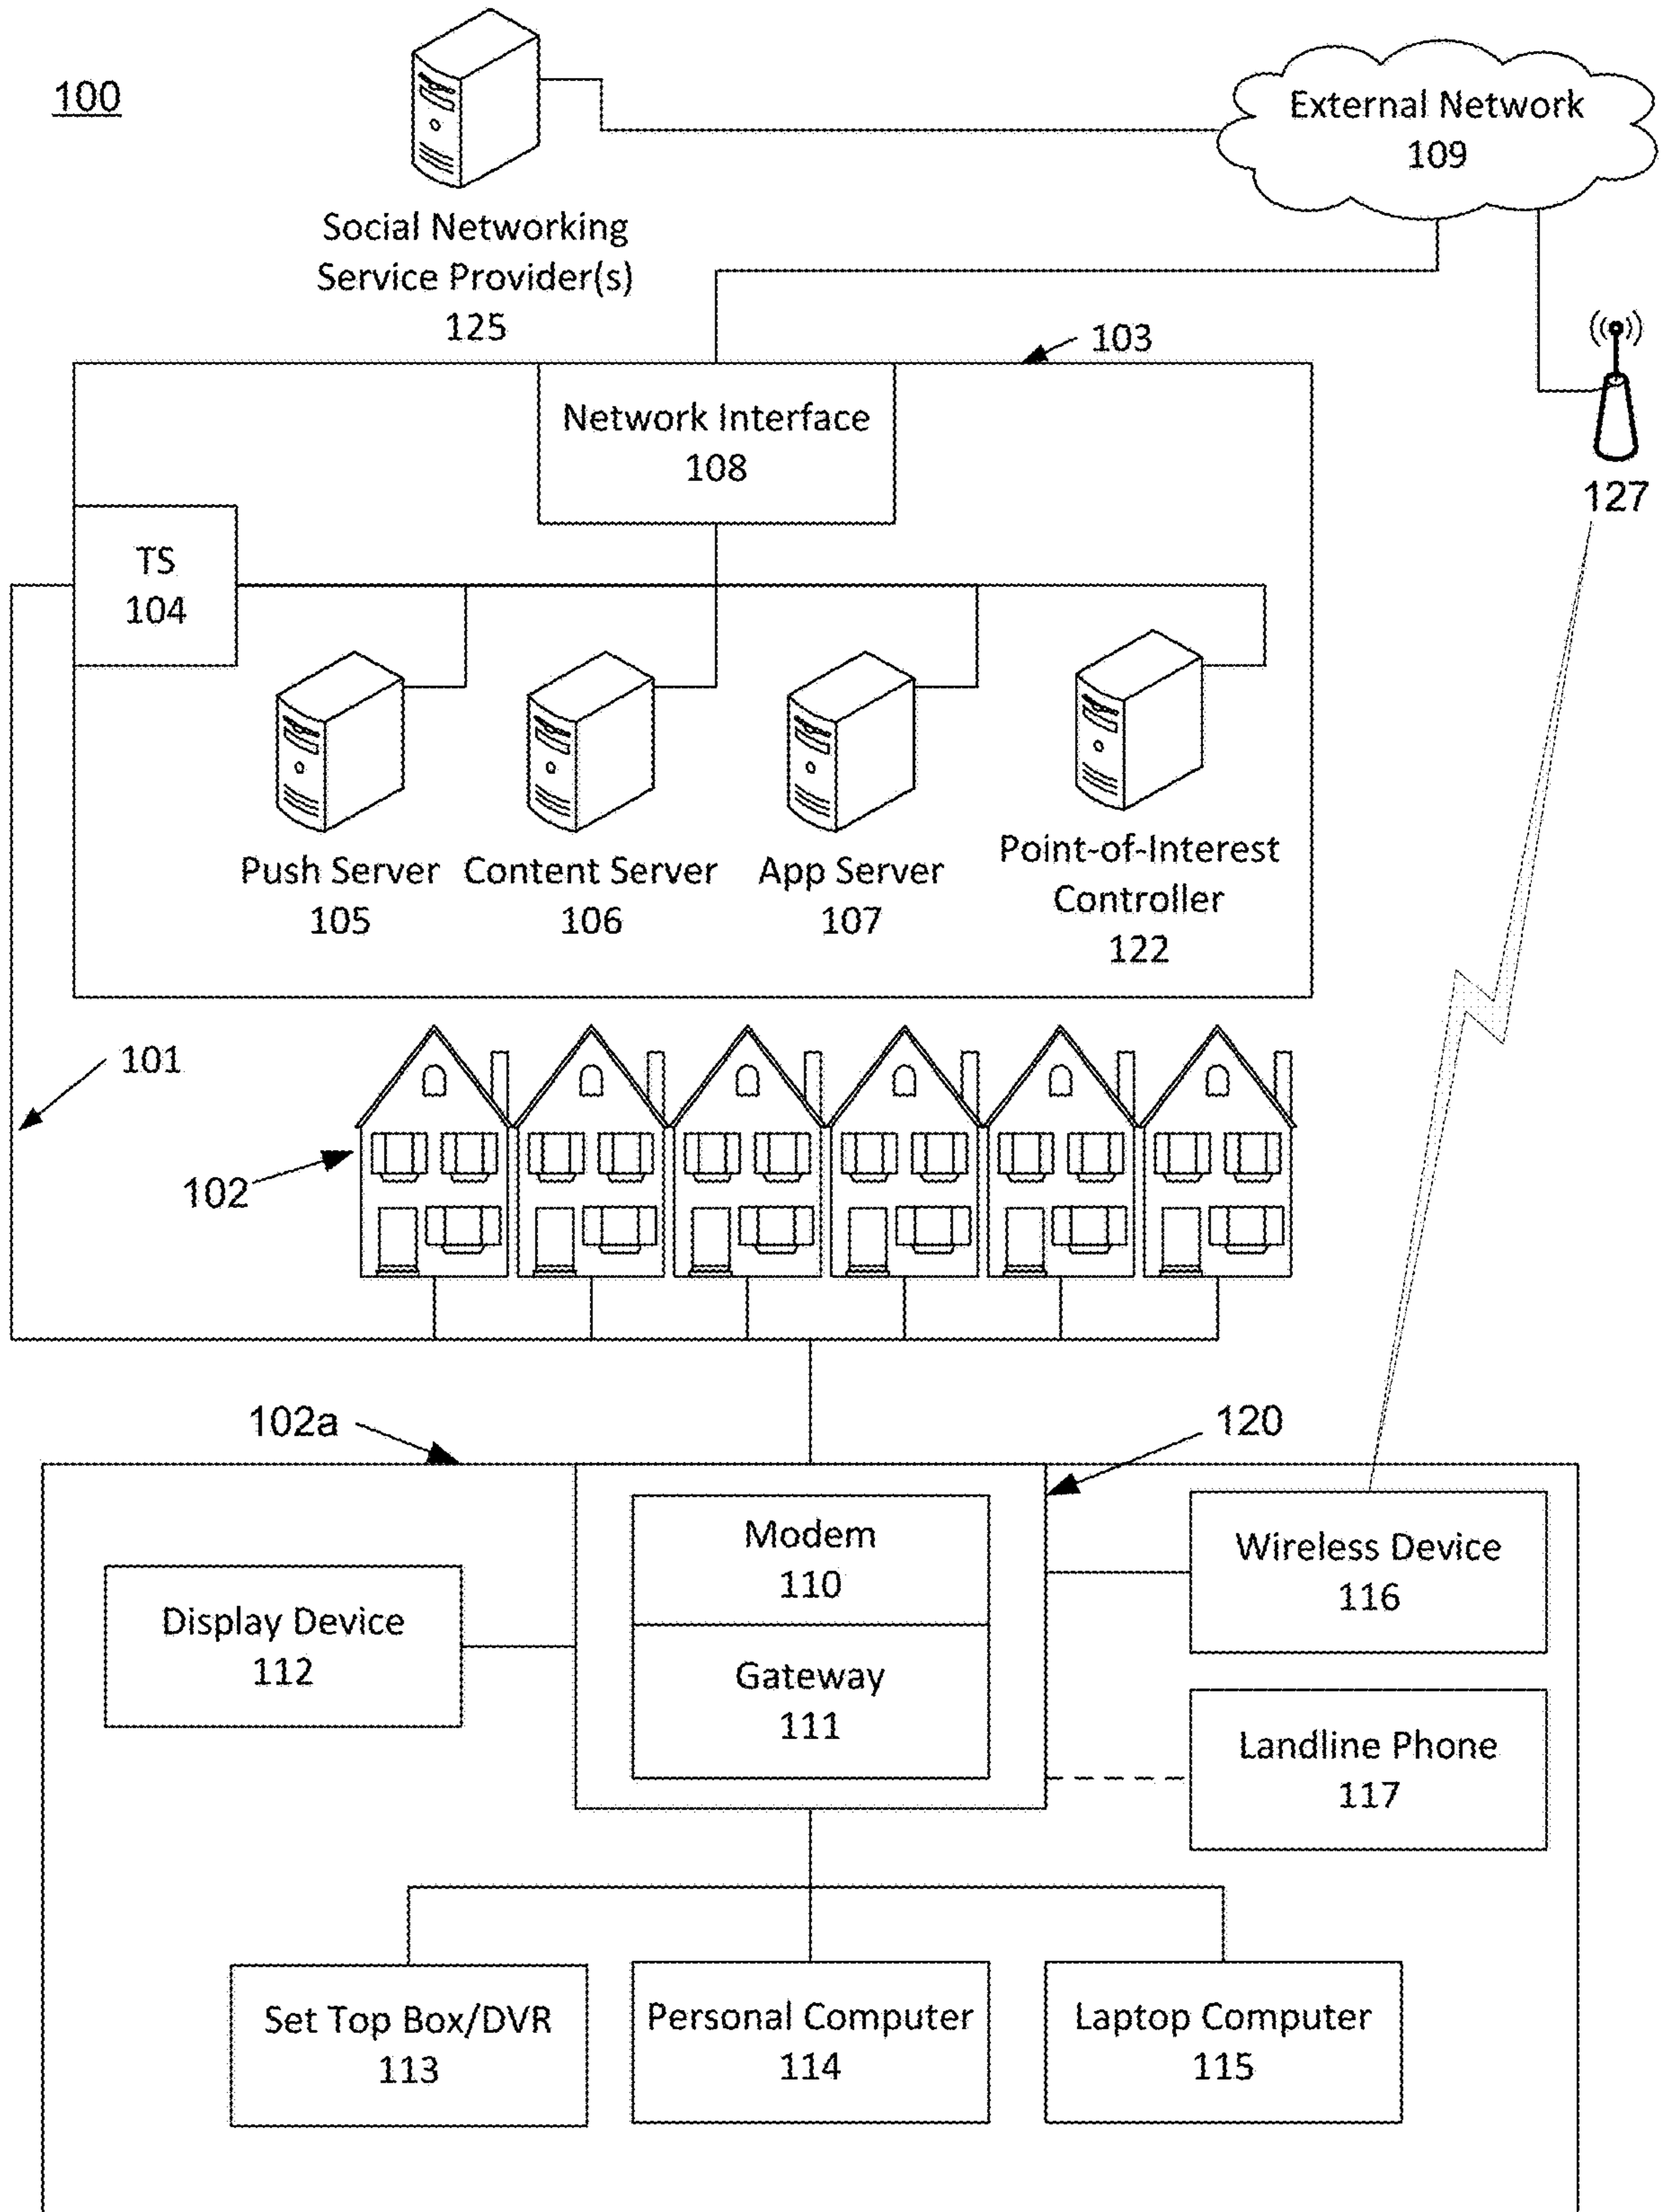 100
External Network
109
Social Networking
Service Provider(s)
125
103
Network Interface
108
127
TS
104
Push Server
105
Content Server
106
App Server
107
Point-of-Interest
Controller
122
101
102
102a
120
Modem
110
Wireless Device
116
Display Device
112
Gateway
111
Landline Phone
117
Set Top Box/DVR
113
Personal Computer
114
Laptop Computer
115